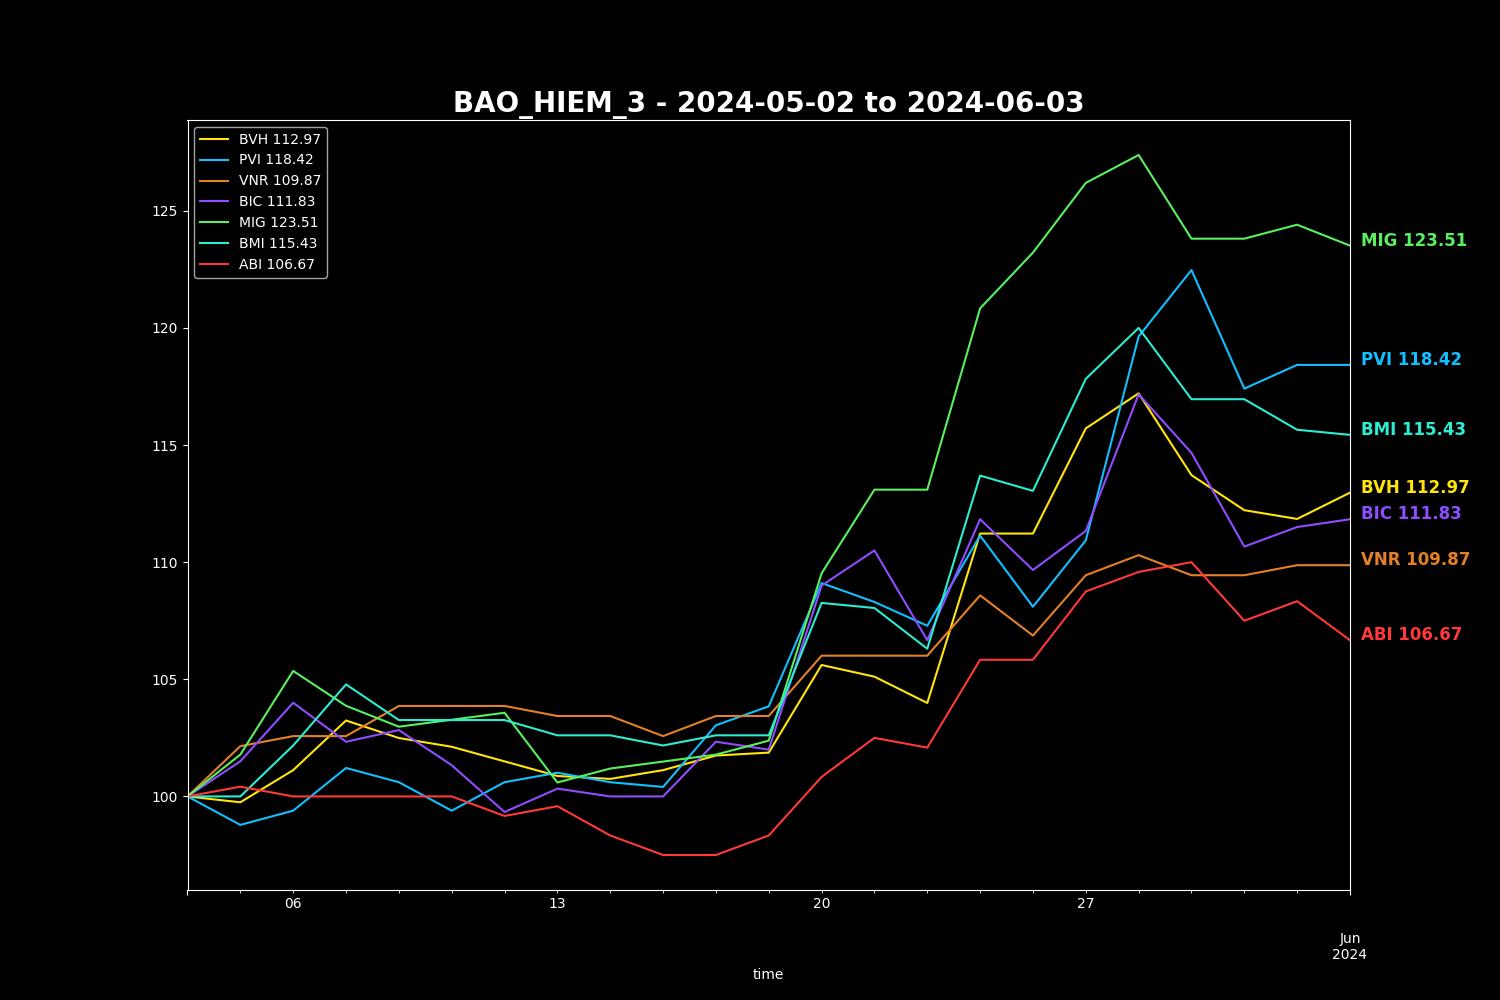 BAO_HIEM_3 - 2024-05-02 to 2024-06-03
BVH 112.97
PVI 118.42
VNR 109.87
BIC 111.83
MIG 123.51
BMI 115.43
ABI 106.67
125
120
115
110
105
100
MIG 123.51
PVI 118.42
BMI 115.43
BVH 112.97
BIC 111.83
VNR 109.87
ABI 106.67
06
13
20
27
Jun
2024
time